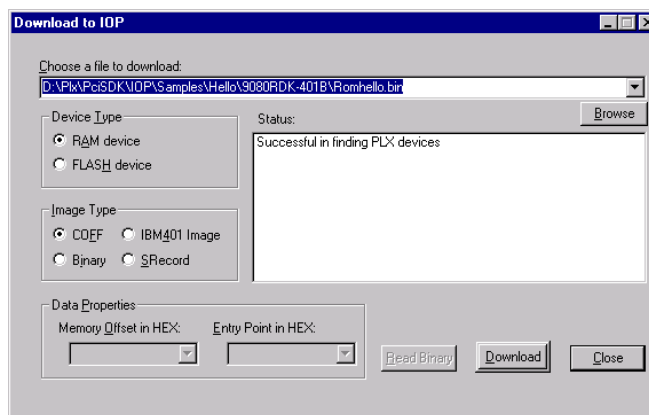 Download to IOP
Choose a file to download:
D:\Plx\PciSDK\IOP\Samples\Hello\9080RDK-401B\Romhello.bin
Browse
Device Type
RAM device
FLASH device
Status:
Successful in finding PLX devices
Image Type
COFF
IBM401 Image
Binary
SRecord
Data Properties
Memory Offset in HEX:
Entry Point in HEX:
Read Binary
Download
Close